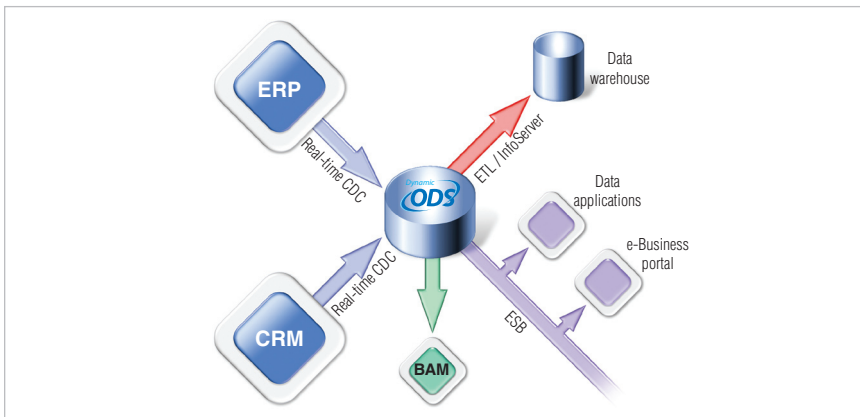 ERP
Real-time CDC
Data
warehouse
ETL / InfoServer
Dynamic
ODS
Data
applications
e-Business
portal
Real-time CDC
CRM
BAM
ESB